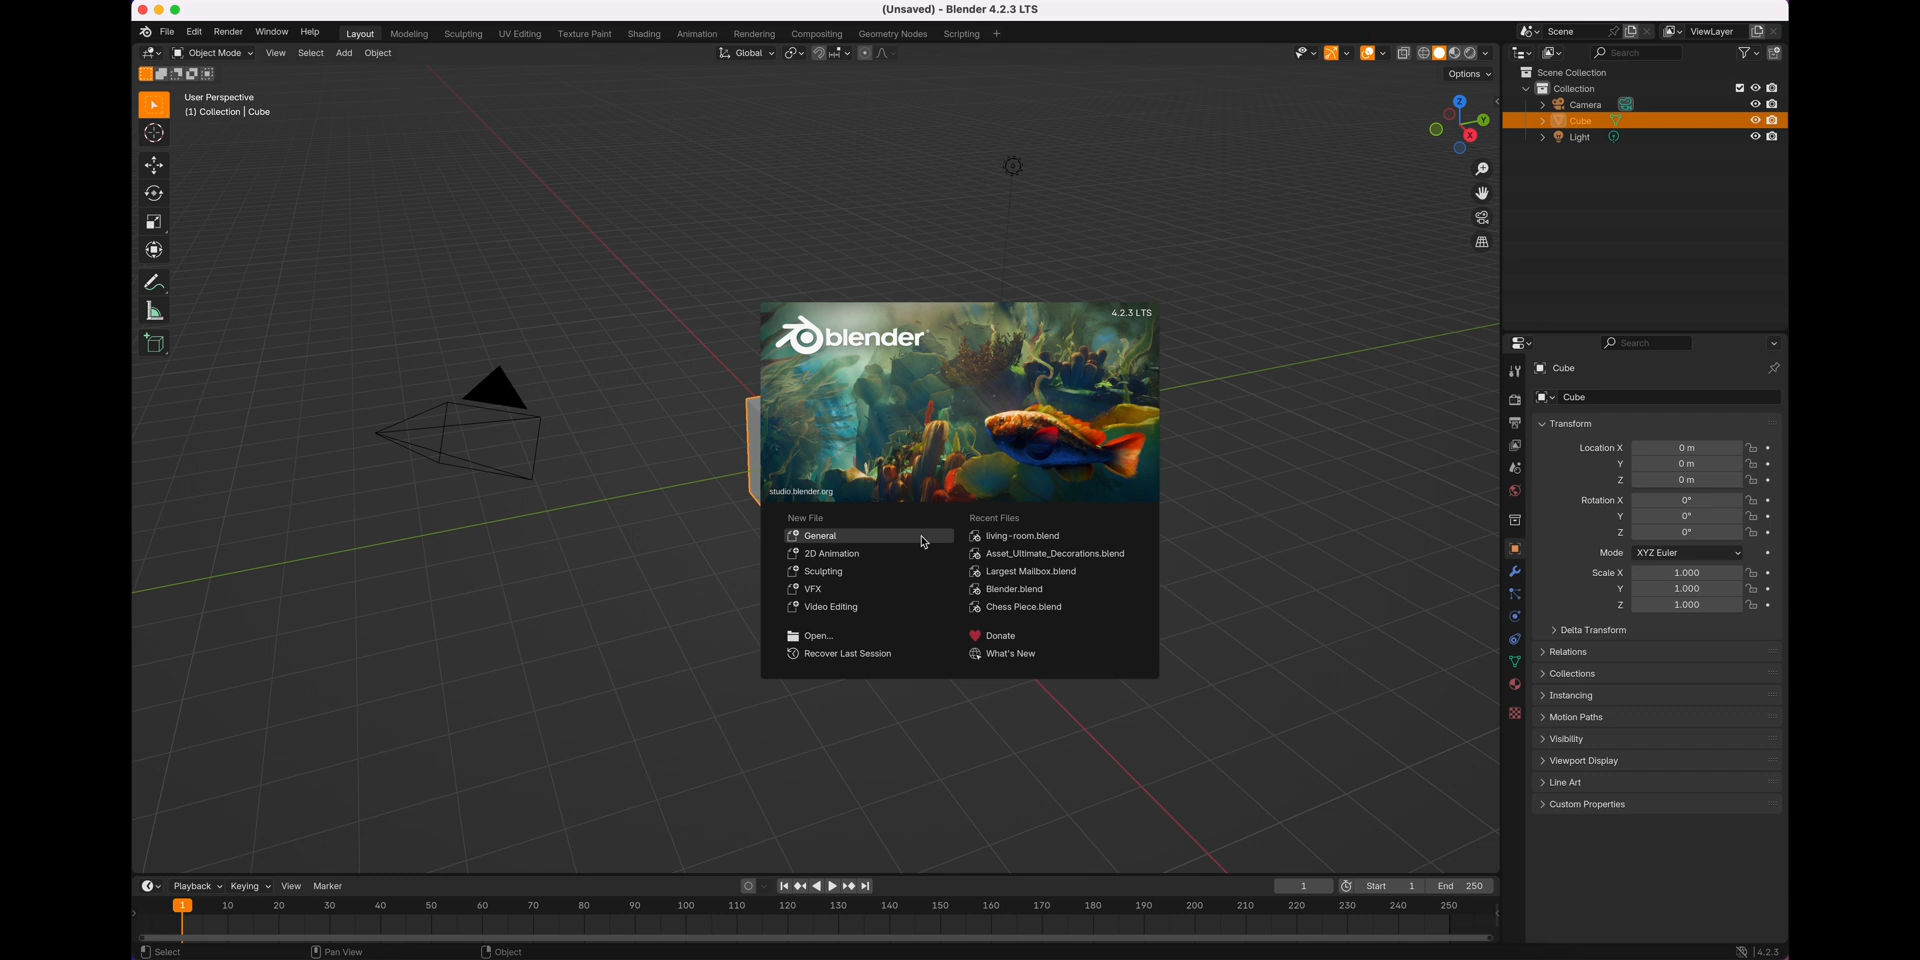 (Unsaved) - Blender 4.2.3 LTS
File Edit Render Window Help Layout Modeling Sculpting UV Editing Texture Paint Shading Animation Rendering Compositing Geometry Nodes Scripting + Scene ViewLayer
Object Mode View Select Add Object Global Search
Options
User Perspective
(1) Collection | Cube
Z
Y
X
Scene Collection
Collection
Camera
Cube
Light
4.2.3 LTS
blender
studio.blender.org
New File
General
2D Animation
Sculpting
VFX
Video Editing
Open...
Recover Last Session
Recent Files
living-room.blend
Asset_Ultimate_Decorations.blend
Largest Mailbox.blend
Blender.blend
Chess Piece.blend
Donate
What's New
Search
Cube
Cube
Transform
Location X 0 m
Y 0 m
Z 0 m
Rotation X 0°
Y 0°
Z 0°
Mode XYZ Euler
Scale X 1.000
Y 1.000
Z 1.000
Delta Transform
Relations
Collections
Instancing
Motion Paths
Visibility
Viewport Display
Line Art
Custom Properties
Playback Keying View Marker 1 Start 1 End 250
1 10 20 30 40 50 60 70 80 90 100 110 120 130 140 150 160 170 180 190 200 210 220 230 240 250
Select Pan View Object 4.2.3